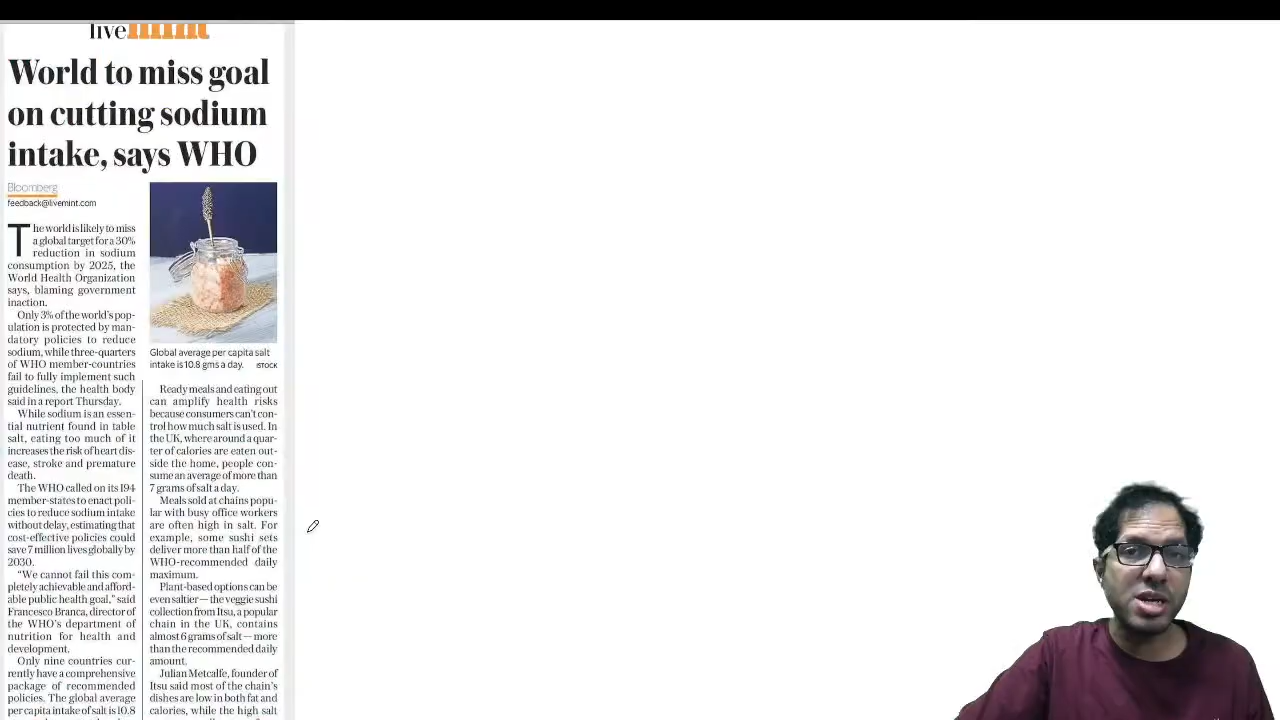 livemint
World to miss goal
on cutting sodium
intake, says WHO
Bloomberg
feedback@livemint.com
The world is likely to miss
a global target for a 30%
reduction in sodium
consumption by 2025, the
World Health Organization
says, blaming government
inaction.
Only 3% of the world's pop-
ulation is protected by man-
datory policies to reduce
sodium, while three-quarters
of WHO member-countries
fail to fully implement such
guidelines, the health body
said in a report Thursday.
While sodium is an essen-
tial nutrient found in table
salt, eating too much of it
increases the risk of heart dis-
ease, stroke and premature
death.
The WHO called on its 194
member-states to enact poli-
cies to reduce sodium intake
without delay, estimating that
cost-effective policies could
save 7 million lives globally by
2030.
"We cannot fail this com-
pletely achievable and afford-
able public health goal," said
Francesco Branca, director of
the WHO's department of
nutrition for health and
development.
Only nine countries cur-
rently have a comprehensive
package of recommended
policies. The global average
per capita intake of salt is 10.8
Global average per capita salt
intake is 10.8 gms a day. ISTOCK
Ready meals and eating out
can amplify health risks
because consumers can't con-
trol how much salt is used. In
the UK, where around a quar-
ter of calories are eaten out-
side the home, people con-
sume an average of more than
7 grams of salt a day.
Meals sold at chains popu-
lar with busy office workers
are often high in salt. For
example, some sushi sets
deliver more than half of the
WHO-recommended daily
maximum.
Plant-based options can be
even saltier—the veggie sushi
collection from Itsu, a popular
chain in the UK, contains
almost 6 grams of salt—more
than the recommended daily
amount.
Julian Metcalfe, founder of
Itsu said most of the chain's
dishes are low in both fat and
calories, while the high salt